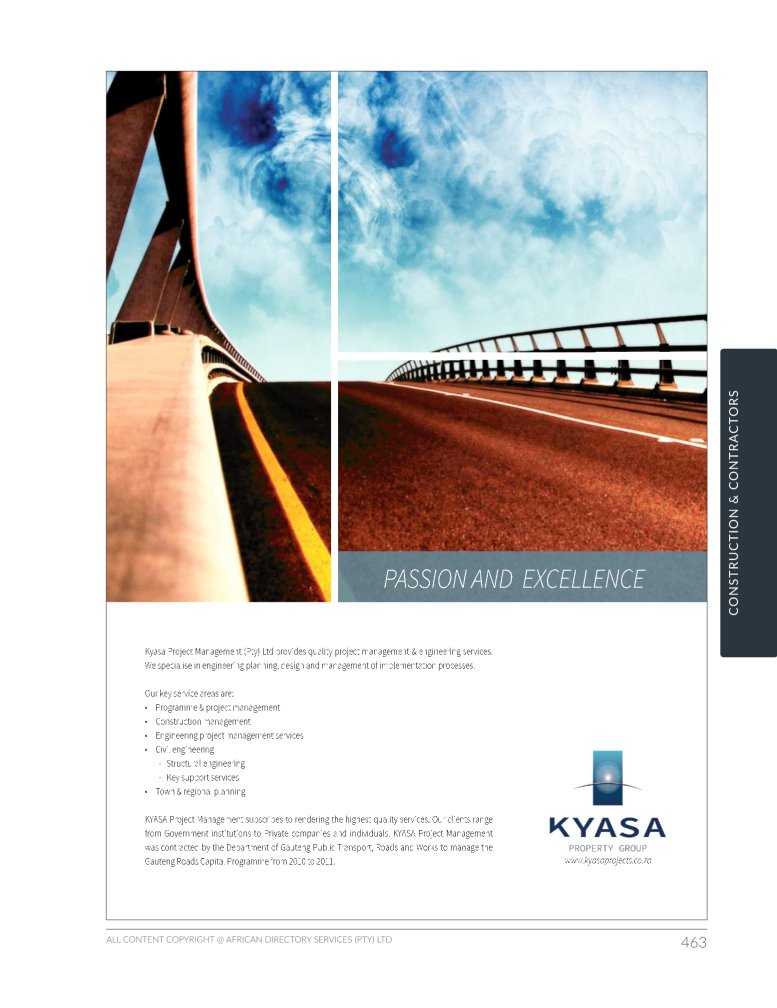 PASSION AND EXCELLENCE
CONSTRUCTION & CONTRACTORS
Kyasa Project Management (Pty) Ltd provides quality project management & engineering services.
We specialise in engineering planning, design and management of implementation processes.
Our key service areas are:
• Programme & project management
• Construction management
• Engineering project management services
• Civil engineering
- Structural engineering
- Key support services
• Town & regional planning
KYASA Project Management subscribes to rendering the highest quality services. Our clients range
from Government institutions to Private companies and individuals. KYASA Project Management
was contracted by the Department of Gauteng Public Transport, Roads and Works to manage the
Gauteng Roads Capital Programme from 2010 to 2011.
KYASA
PROPERTY GROUP
www.kyasaprojects.co.za
ALL CONTENT COPYRIGHT @ AFRICAN DIRECTORY SERVICES (PTY) LTD
463